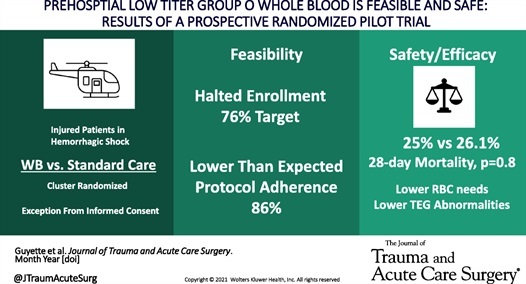 PREHOSPTIAL LOW TITER GROUP O WHOLE BLOOD IS FEASIBLE AND SAFE:
RESULTS OF A PROSPECTIVE RANDOMIZED PILOT TRIAL
Injured Patients in
Hemorrhagic Shock
WB vs. Standard Care
Cluster Randomized
Exception From Informed Consent
Feasibility
Halted Enrollment
76% Target
Lower Than Expected
Protocol Adherence
86%
Safety/Efficacy
25% vs 26.1%
28-day Mortality, p=0.8
Lower RBC needs
Lower TEG Abnormalities
Guyette et al. Journal of Trauma and Acute Care Surgery.
Month Year [doi]
@JTraumAcuteSurg
Copyright © 2021 Wolters Kluwer Health, Inc. All rights reserved
The Journal of
Trauma and
Acute Care Surgery®